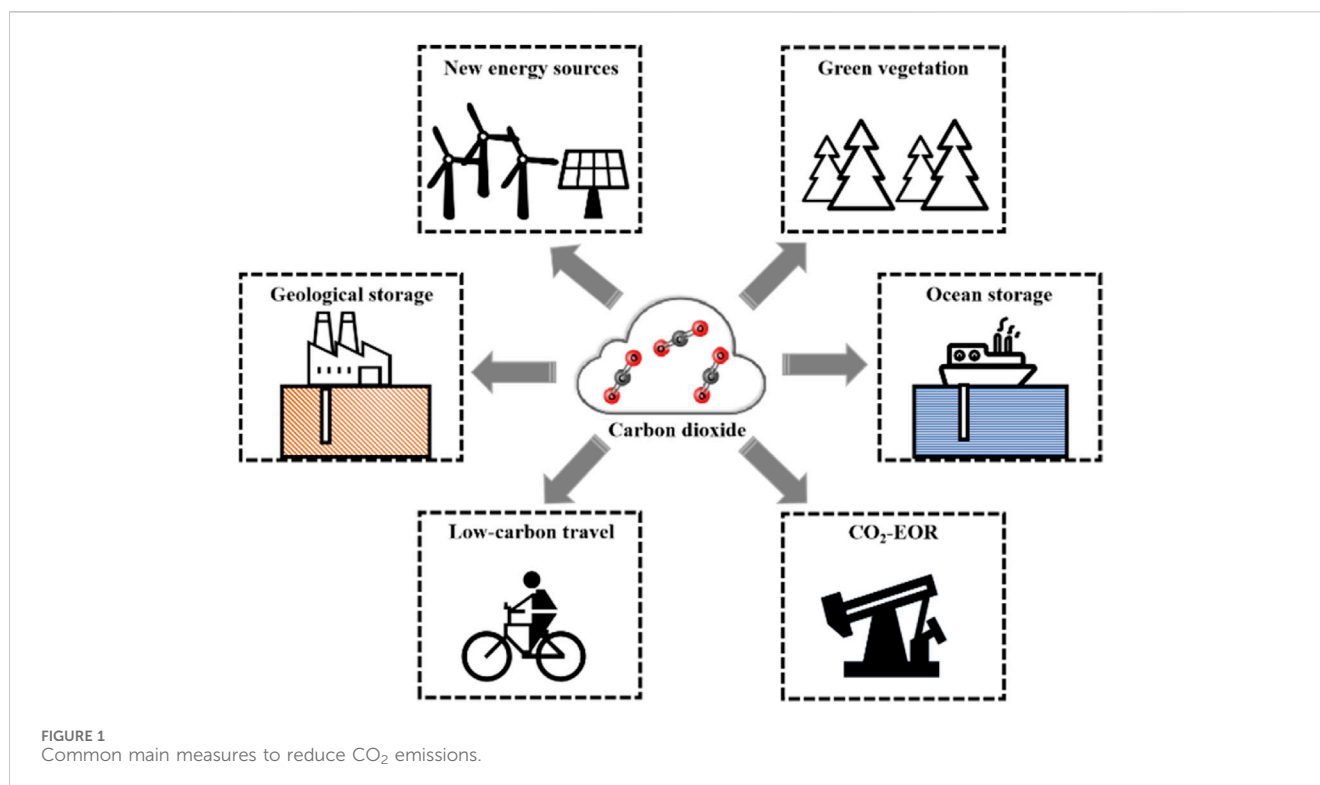 New energy sources
Green vegetation
Geological storage
Ocean storage
Carbon dioxide
Low-carbon travel
CO₂-EOR
FIGURE 1
Common main measures to reduce CO₂ emissions.